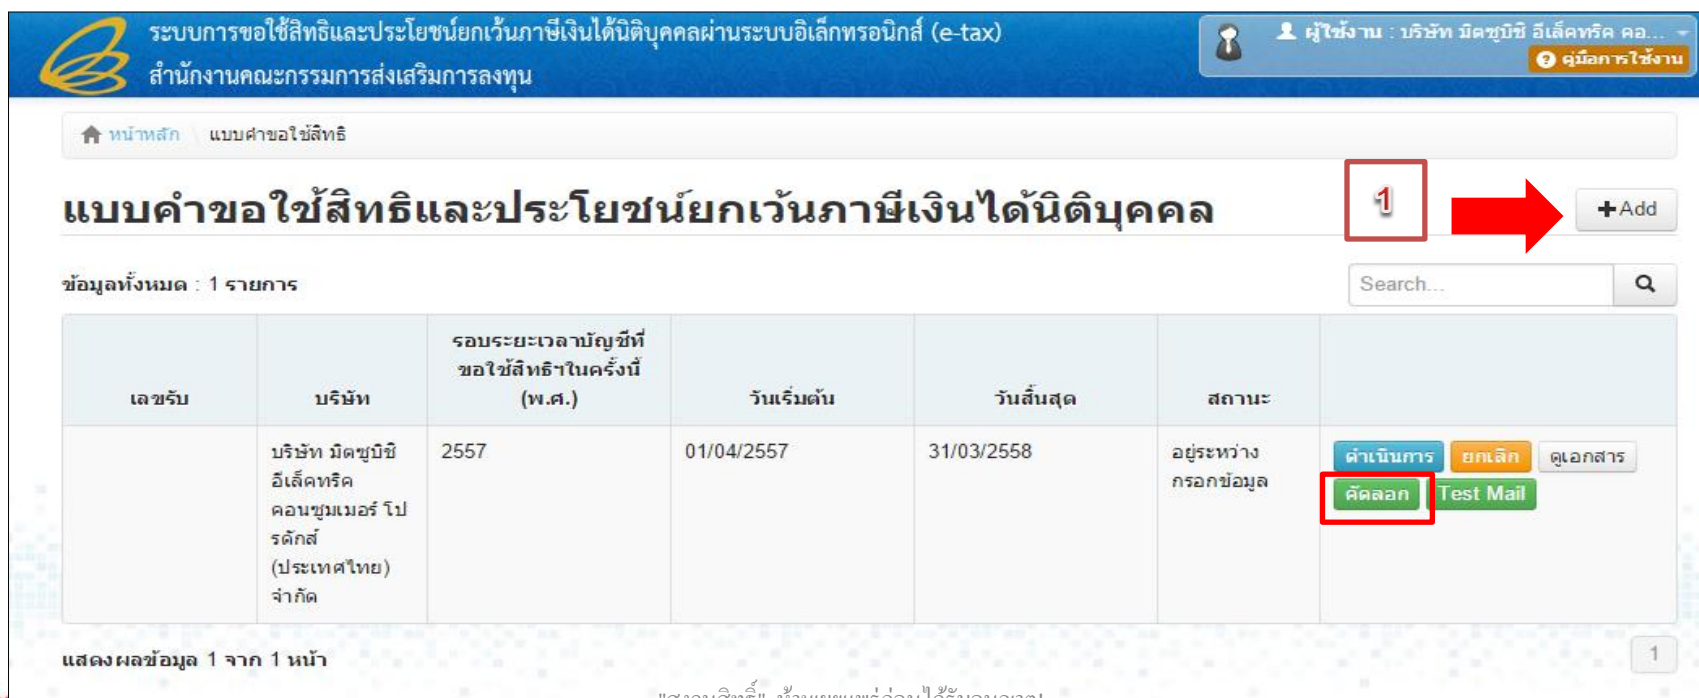 ระบบการขอใช้สิทธิและประโยชน์ยกเว้นภาษีเงินได้นิติบุคคลผ่านระบบอิเล็กทรอนิกส์ (e-tax)
สำนักงานคณะกรรมการส่งเสริมการลงทุน
ผู้ใช้งาน : บริษัท มิตซูบิชิ อีเล็คทริค คอ...
คู่มือการใช้งาน
หน้าหลัก แบบคำขอใช้สิทธิ
แบบคำขอใช้สิทธิและประโยชน์ยกเว้นภาษีเงินได้นิติบุคคล
1
+Add
ข้อมูลทั้งหมด : 1 รายการ
Search...
รอบระยะเวลาบัญชีที่
ขอใช้สิทธิฯในครั้งนี้
เลขรับ บริษัท (พ.ศ.) วันเริ่มต้น วันสิ้นสุด สถานะ
บริษัท มิตซูบิชิ
อีเล็คทริค
คอนซูมเมอร์ โป
รดักส์
(ประเทศไทย)
จำกัด
2557
01/04/2557
31/03/2558
อยู่ระหว่าง
กรอกข้อมูล
ดำเนินการ ยกเลิก ดูเอกสาร
คัดลอก Test Mail
แสดงผลข้อมูล 1 จาก 1 หน้า
1